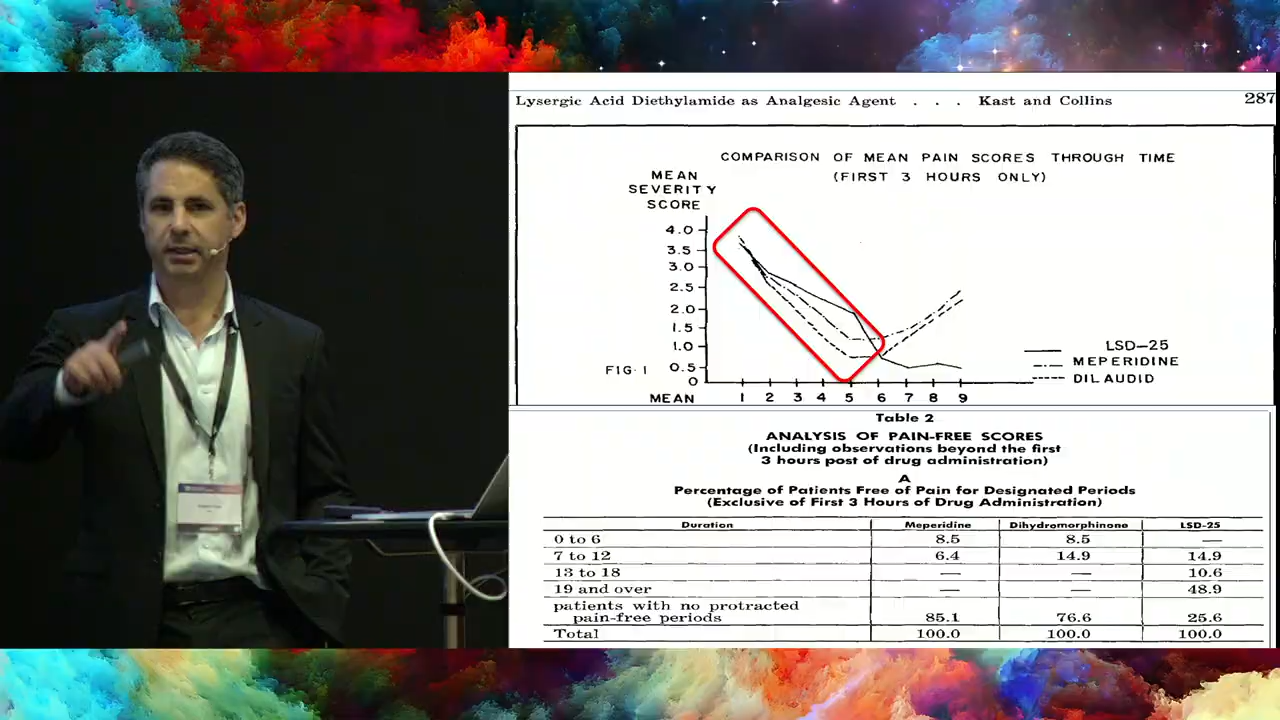 Lysergic Acid Diethylamide as Analgesic Agent . . . Kast and Collins 287
COMPARISON OF MEAN PAIN SCORES THROUGH TIME
(FIRST 3 HOURS ONLY)
MEAN
SEVERITY
SCORE
4.0
3.5
3.0
2.5
2.0
1.5
1.0
0.5
0
FIG. 1
LSD-25
MEPERIDINE
DILAUDID
MEAN 1 2 3 4 5 6 7 8 9
Table 2
ANALYSIS OF PAIN-FREE SCORES
(Including observations beyond the first
3 hours post of drug administration)
A
Percentage of Patients Free of Pain for Designated Periods
(Exclusive of First 3 Hours of Drug Administration)
Duration Meperidine Dihydromorphinone LSD-25
0 to 6 8.5 8.5 —
7 to 12 6.4 14.9 14.9
13 to 18 — — 10.6
19 and over — — 48.9
patients with no protracted
pain-free periods 85.1 76.6 25.6
Total 100.0 100.0 100.0